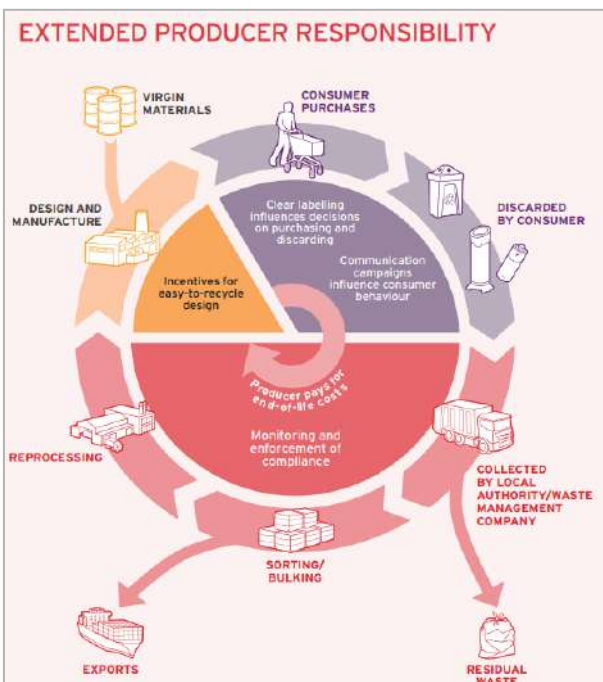 EXTENDED PRODUCER RESPONSIBILITY
VIRGIN
MATERIALS
CONSUMER
PURCHASES
DESIGN AND
MANUFACTURE
DISCARDED
BY CONSUMER
Clear labelling
influences decisions
on purchasing and
discarding
Communication
campaigns
influence consumer
behaviour
Incentives for
easy-to-recycle
design
Producer pays for
end-of-life costs
Monitoring and
enforcement of
compliance
REPROCESSING
COLLECTED
BY LOCAL
AUTHORITY/WASTE
MANAGEMENT
COMPANY
SORTING/
BULKING
EXPORTS
RESIDUAL
WASTE